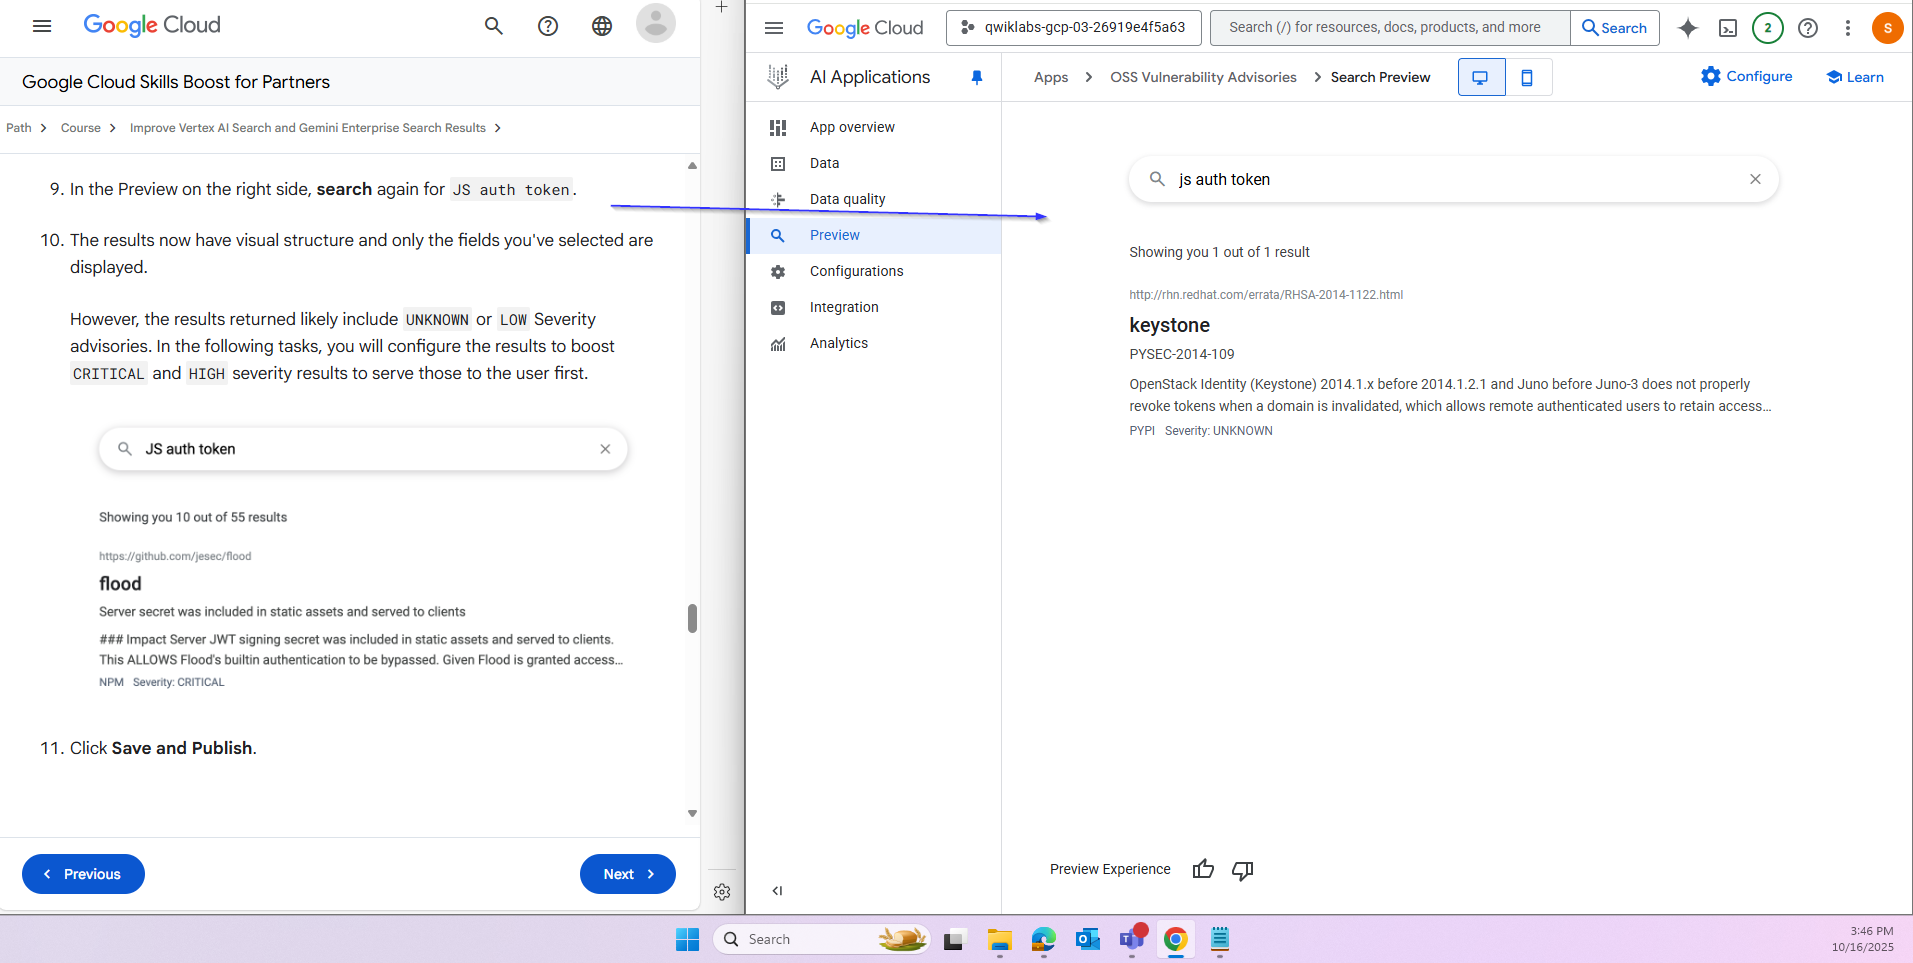 Google Cloud
Google Cloud Skills Boost for Partners
Path
Course
Improve Vertex AI Search and Gemini Enterprise Search Results
9. In the Preview on the right side, search again for JS auth token.
10. The results now have visual structure and only the fields you've selected are
displayed.
However, the results returned likely include UNKNOWN or LOW Severity
advisories. In the following tasks, you will configure the results to boost
CRITICAL and HIGH severity results to serve those to the user first.
JS auth token
Showing you 10 out of 55 results
https://github.com/jesec/flood
flood
Server secret was included in static assets and served to clients
### Impact Server JWT signing secret was included in static assets and served to clients.
This ALLOWS Flood's builtin authentication to be bypassed. Given Flood is granted access...
NPM Severity: CRITICAL
11. Click Save and Publish.
Previous
Next
Google Cloud
qwiklabs-gcp-03-26919e4f5a63
Search (/) for resources, docs, products, and more
Search
2
S
AI Applications
Apps
OSS Vulnerability Advisories
Search Preview
Configure
Learn
App overview
Data
Data quality
Preview
Configurations
Integration
Analytics
js auth token
Showing you 1 out of 1 result
http://rhn.redhat.com/errata/RHSA-2014-1122.html
keystone
PYSEC-2014-109
OpenStack Identity (Keystone) 2014.1.x before 2014.1.2.1 and Juno before Juno-3 does not properly
revoke tokens when a domain is invalidated, which allows remote authenticated users to retain access...
PYPI Severity: UNKNOWN
Preview Experience
Search
3:46 PM
10/16/2025